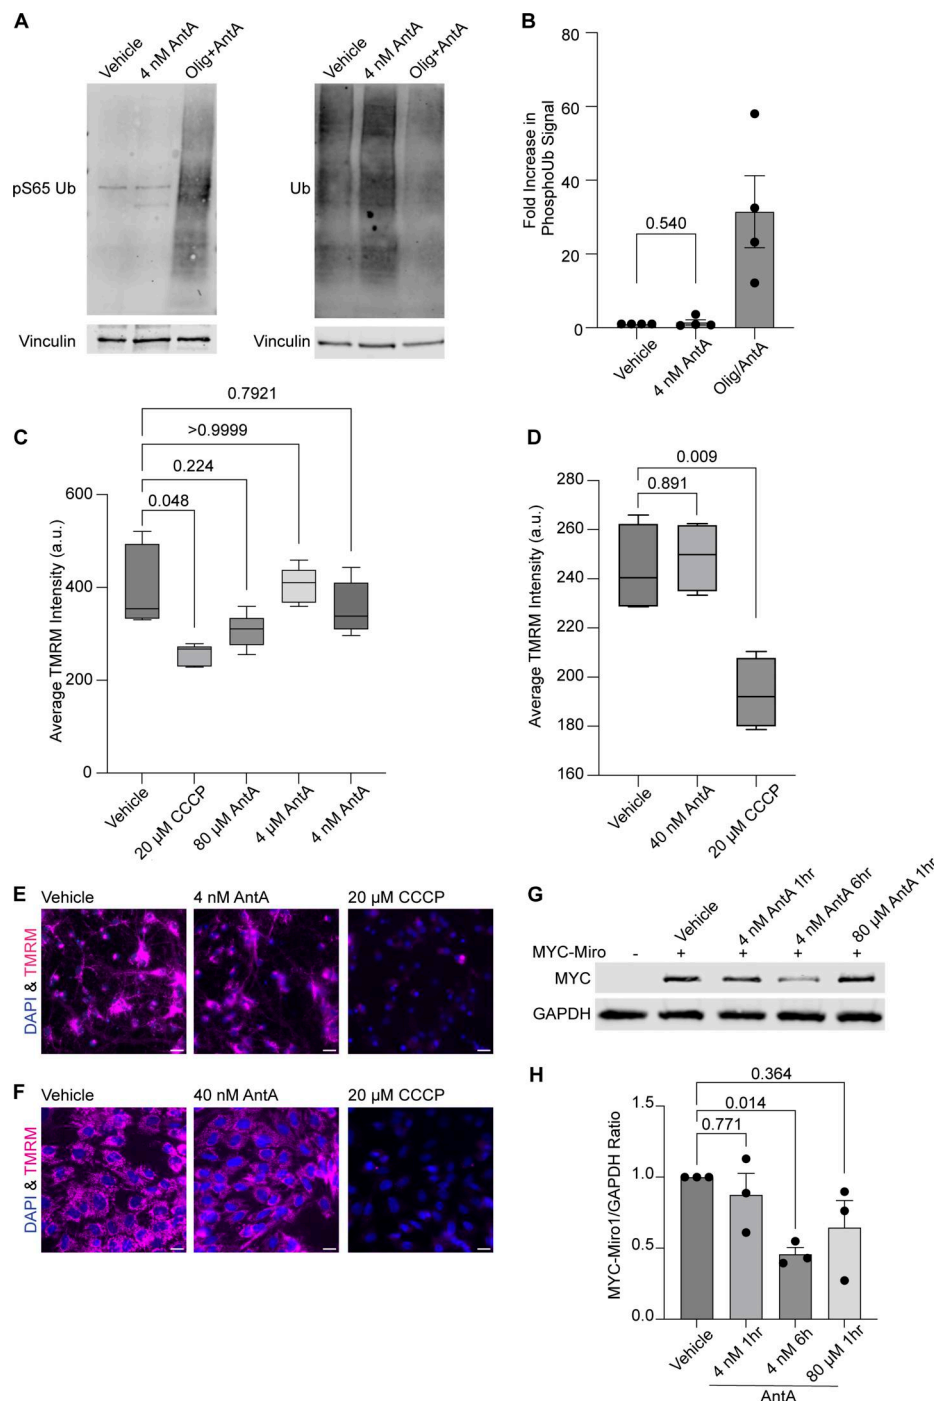 A
Vehicle
4 nM AntA
Olig+AntA
Vehicle
4 nM AntA
Olig+AntA
pS65 Ub
Ub
Vinculin
Vinculin
B
Fold Increase in
PhosphoUb Signal
80
60
40
20
0
0.540
Vehicle
4 nM AntA
Olig/AntA
C
0.7921
>0.9999
0.224
0.048
Average TMRM Intensity (a.u.)
600
400
200
0
Vehicle
20 µM CCCP
80 µM AntA
4 µM AntA
4 nM AntA
D
0.009
0.891
Average TMRM Intensity (a.u.)
280
260
240
220
200
180
160
Vehicle
40 nM AntA
20 µM CCCP
E
Vehicle
4 nM AntA
20 µM CCCP
DAPI & TMRM
F
Vehicle
40 nM AntA
20 µM CCCP
DAPI & TMRM
G
Vehicle
4 nM AntA 1hr
4 nM AntA 6hr
80 µM AntA 1hr
MYC-Miro - + + + +
MYC
GAPDH
H
0.364
0.014
0.771
MYC-Miro1/GAPDH Ratio
1.5
1.0
0.5
0.0
Vehicle
4 nM 1hr
4 nM 6h
80 µM 1hr
AntA